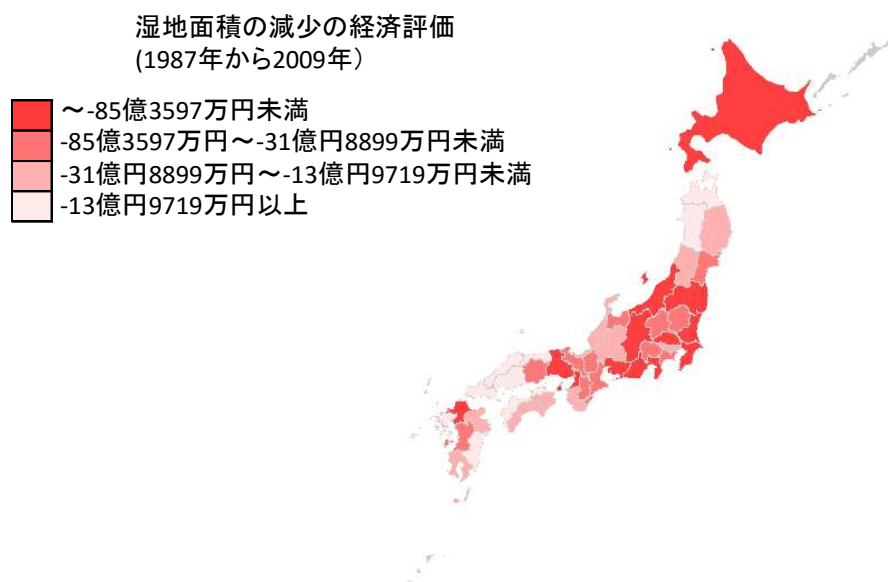 湿地面積の減少の経済評価
(1987年から2009年）
～-85億3597万円未満
-85億3597万円～-31億円8899万円未満
-31億円8899万円～-13億円9719万円未満
-13億円9719万円以上